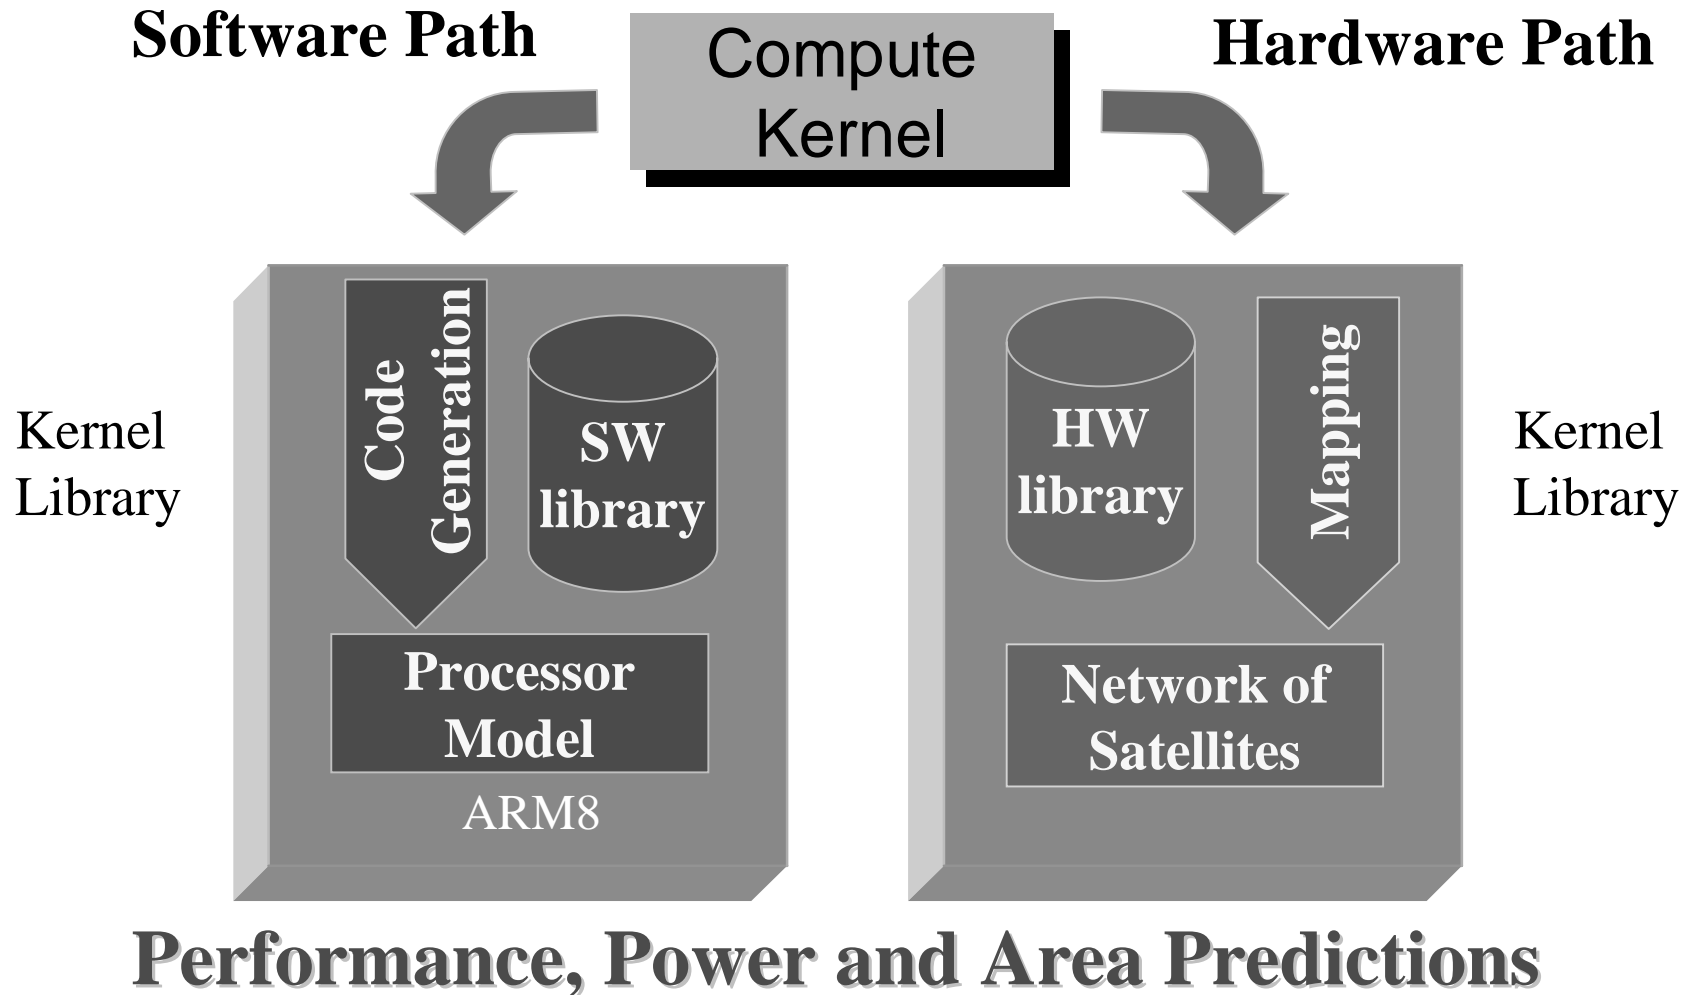 Software Path
Compute
Kernel
Hardware Path
Kernel
Library
Code
Generation
SW
library
Processor
Model
ARM8
HW
library
Mapping
Network of
Satellites
Kernel
Library
Performance, Power and Area Predictions